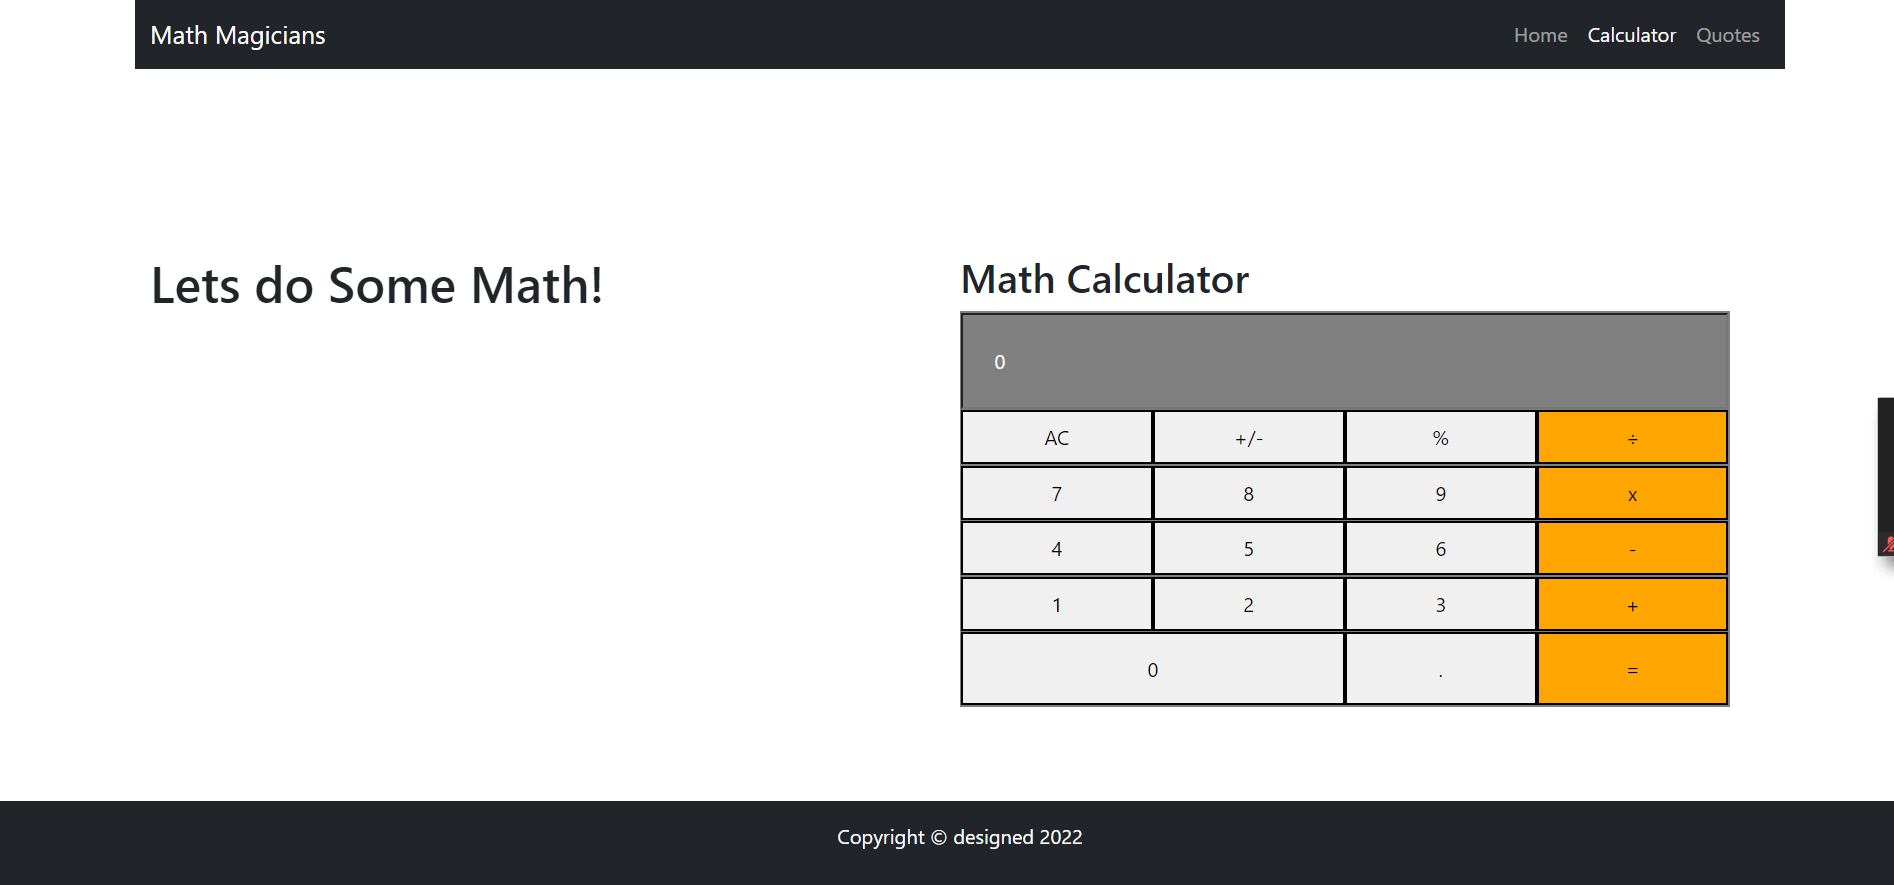 Math Magicians
Home Calculator Quotes
Lets do Some Math!
Math Calculator
0
AC +/- % ÷
7 8 9 x
4 5 6 -
1 2 3 +
0 . =
Copyright © designed 2022